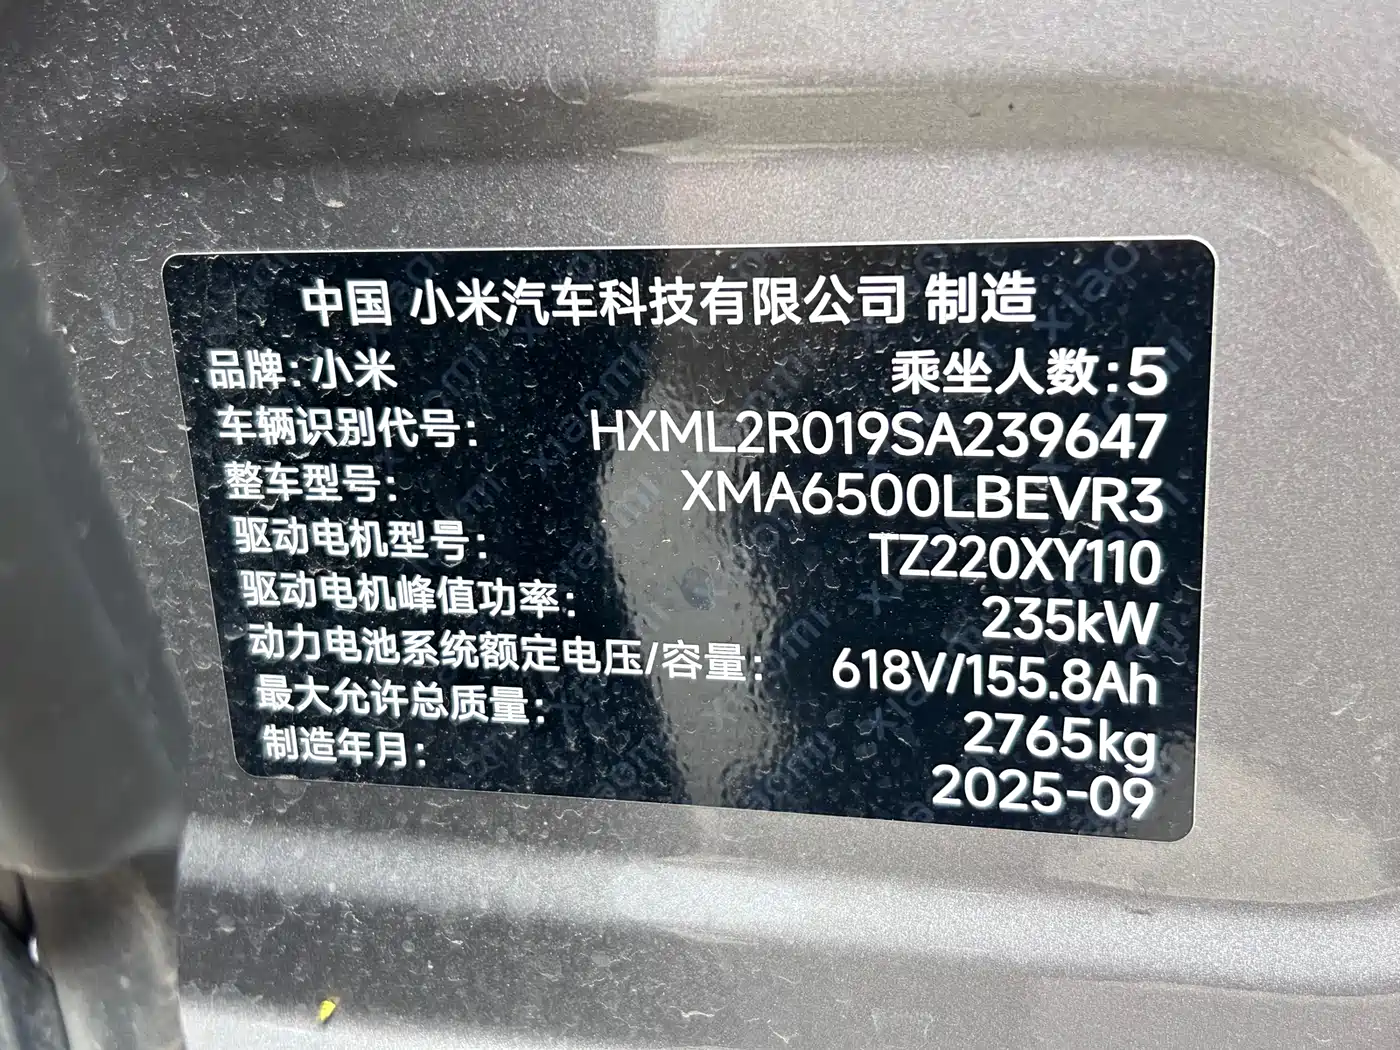 中国 小米汽车科技有限公司 制造
品牌:小米 乘坐人数:5
车辆识别代号: HXML2R019SA239647
整车型号: XMA6500LBEVR3
驱动电机型号: TZ220XY110
驱动电机峰值功率: 235kW
动力电池系统额定电压/容量: 618V/155.8Ah
最大允许总质量: 2765kg
制造年月: 2025-09